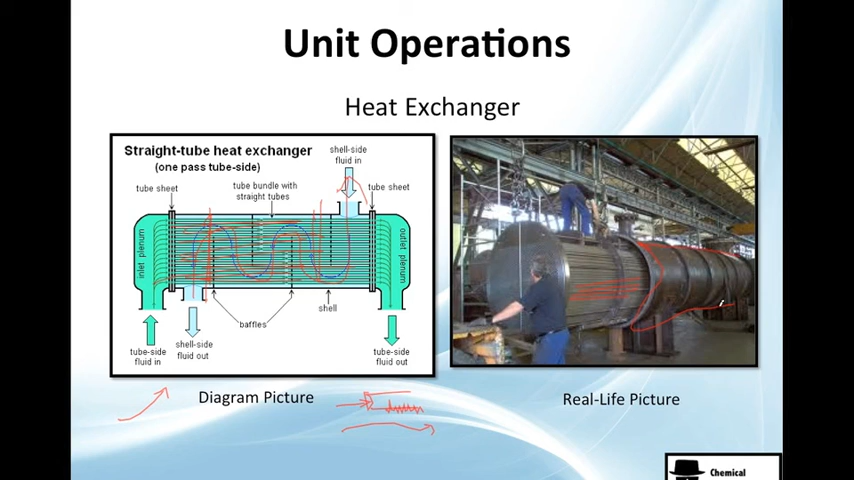 Unit Operations
Heat Exchanger
Straight-tube heat exchanger
(one pass tube-side)
shell-side
fluid in
tube sheet
tube bundle with
straight tubes
tube sheet
inlet plenum
outlet plenum
shell
baffles
tube-side
fluid in
shell-side
fluid out
tube-side
fluid out
Diagram Picture
Real-Life Picture
Chemical